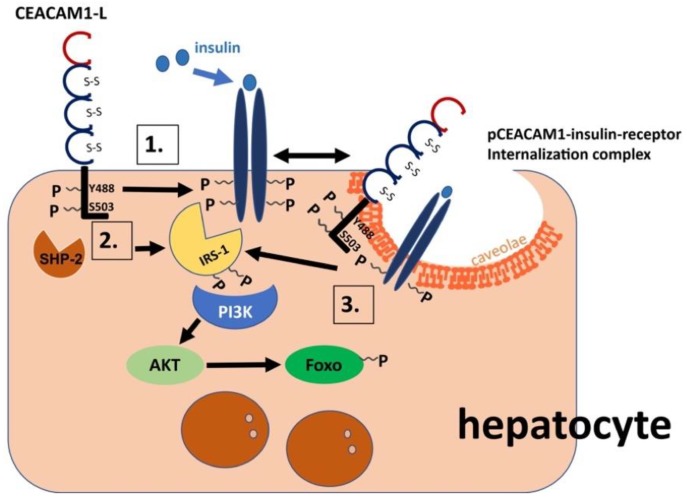 CEACAM1-L
insulin
S-S
S-S
S-S
1.
pCEACAM1-insulin-receptor
Internalization complex
S-S
S-S
S-S
P
Y488
P
S503
P
P
P
P
2.
SHP-2
IRS-1
P
P
P
P
Y488
S503
P
P
caveolae
3.
PI3K
AKT
Foxo
P
hepatocyte